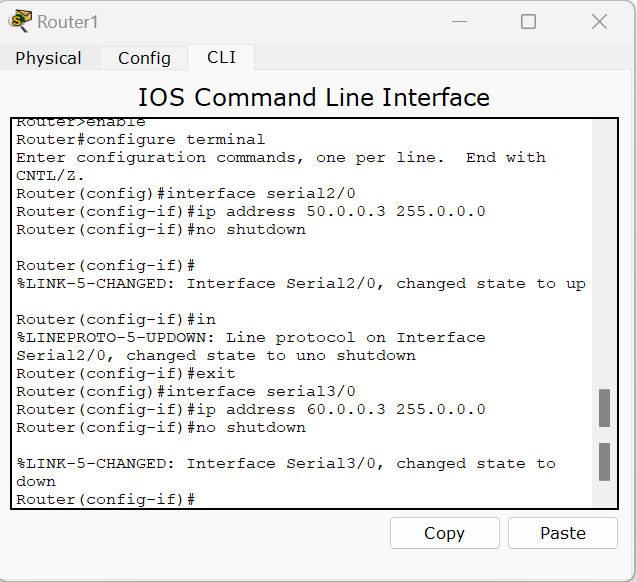 Router1
Physical Config CLI
IOS Command Line Interface
Router>enable
Router#configure terminal
Enter configuration commands, one per line.  End with
CNTL/Z.
Router(config)#interface serial2/0
Router(config-if)#ip address 50.0.0.3 255.0.0.0
Router(config-if)#no shutdown
Router(config-if)#
%LINK-5-CHANGED: Interface Serial2/0, changed state to up
Router(config-if)#in
%LINEPROTO-5-UPDOWN: Line protocol on Interface
Serial2/0, changed state to uno shutdown
Router(config-if)#exit
Router(config)#interface serial3/0
Router(config-if)#ip address 60.0.0.3 255.0.0.0
Router(config-if)#no shutdown
%LINK-5-CHANGED: Interface Serial3/0, changed state to
down
Router(config-if)#
Copy Paste